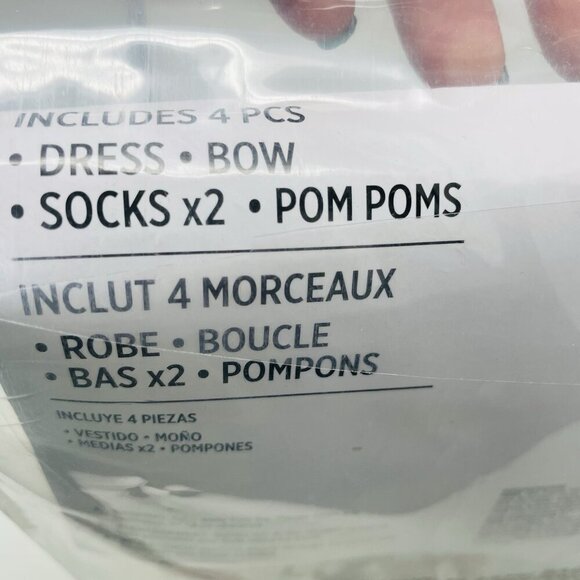 INCLUDES 4 PCS
• DRESS • BOW
• SOCKS x2 • POM POMS
INCLUT 4 MORCEAUX
• ROBE • BOUCLE
• BAS x2 • POMPONS
INCLUYE 4 PIEZAS
• VESTIDO • MOÑO
• MEDIAS x2 • POMPONES